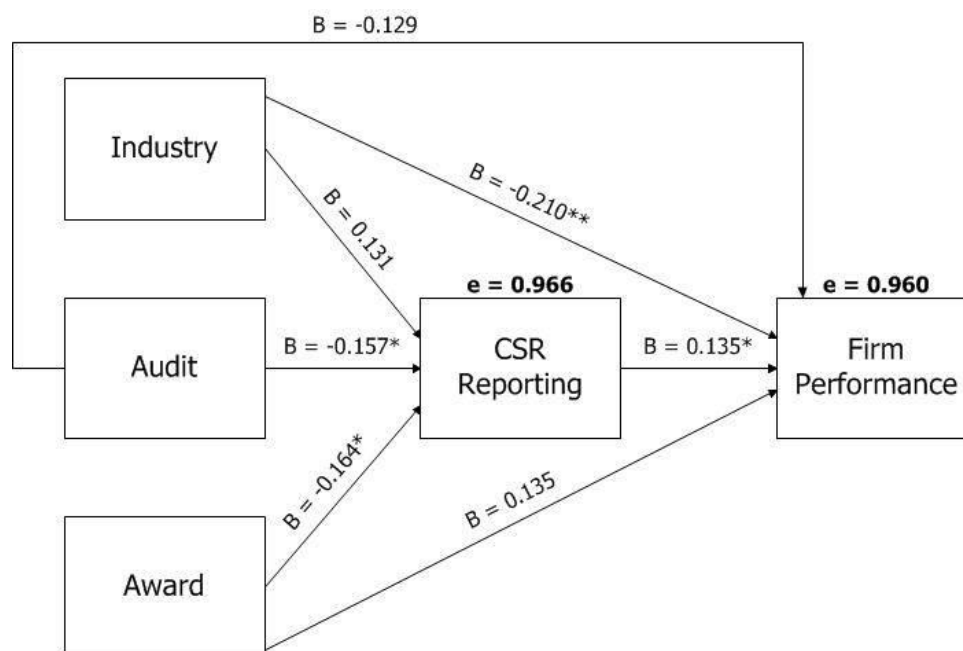 B = -0.129
Industry
B = -0.210**
B = 0.131
e = 0.966
e = 0.960
Audit
B = -0.157*
CSR
Reporting
B = 0.135*
Firm
Performance
B = -0.164*
B = 0.135
Award